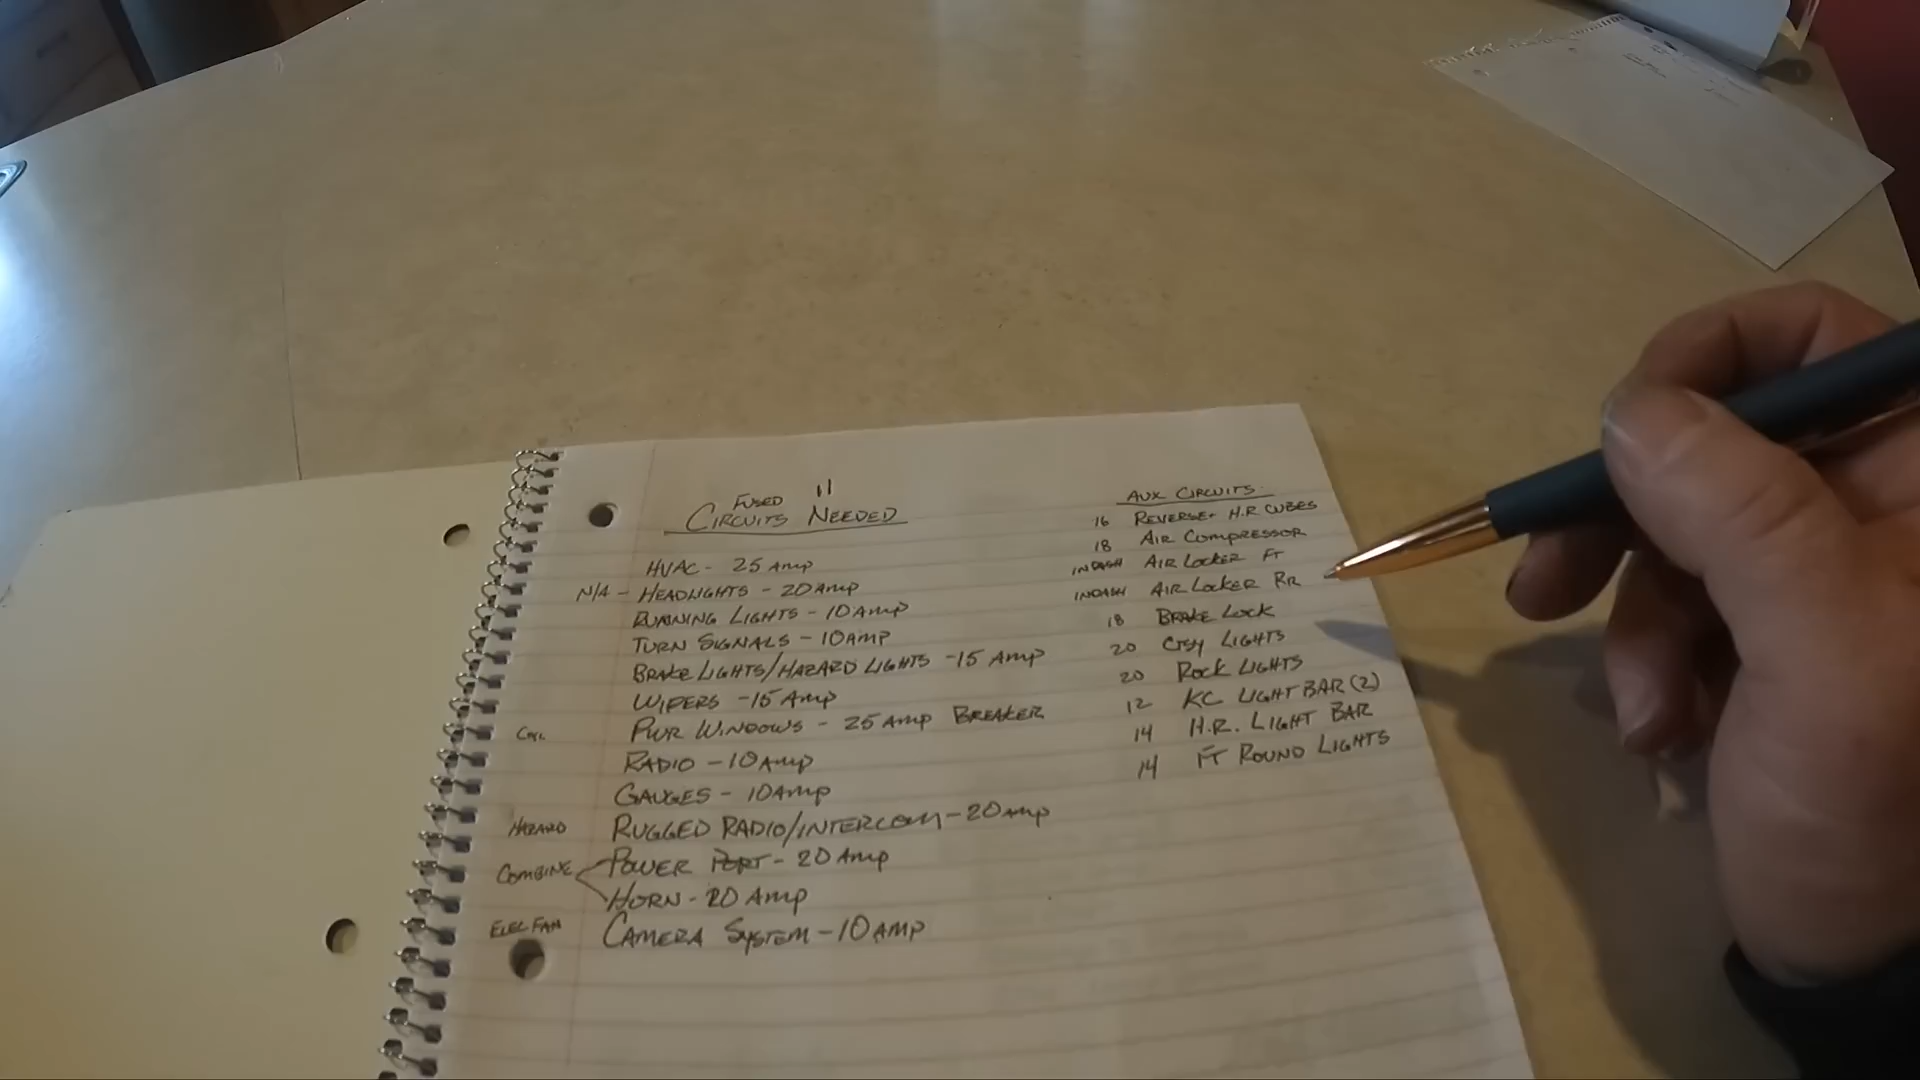 FUSED 11
CIRCUITS NEEDED
HVAC - 25 AMP
N/A - HEADLIGHTS - 20 AMP
RUNNING LIGHTS - 10 AMP
TURN SIGNALS - 10 AMP
BRAKE LIGHTS/HAZARD LIGHTS - 15 AMP
WIPERS - 15 AMP
PWR WINDOWS - 25 AMP BREAKER
RADIO - 10 AMP
GAUGES - 10 AMP
HAZARD RUGGED RADIO/INTERCOM - 20 AMP
COMBINE POWER PORT - 20 AMP
HORN - 20 AMP
ELEC FAN CAMERA SYSTEM - 10 AMP
AUX CIRCUITS
16 REVERSE + H.R CUBES
18 AIR COMPRESSOR
INDASH AIR LOCKER FT
INDASH AIR LOCKER RR
18 BRAKE LOCK
20 LIGHTS
20 ROCK LIGHTS
12 KC LIGHT BAR (2)
14 H.R. LIGHT BAR
14 FT ROUND LIGHTS